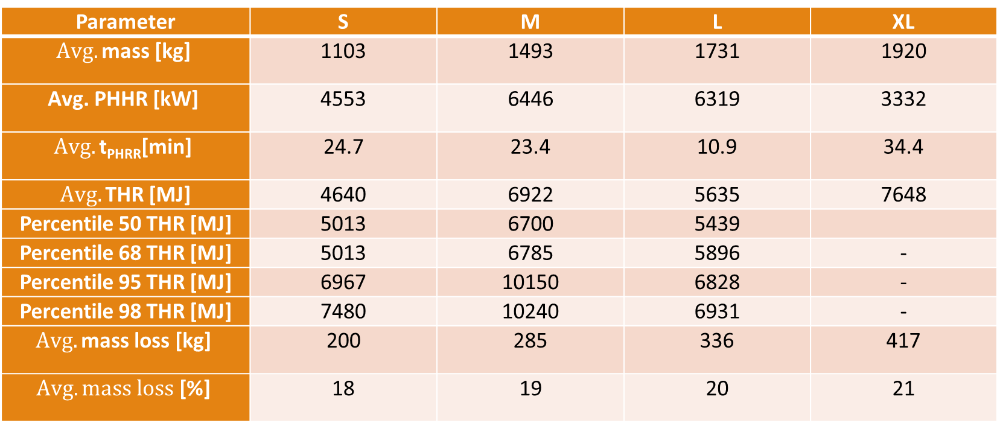 Parameter S M L XL
Avg. mass [kg] 1103 1493 1731 1920
Avg. PHHR [kW] 4553 6446 6319 3332
Avg. tPHRR[min] 24.7 23.4 10.9 34.4
Avg. THR [MJ] 4640 6922 5635 7648
Percentile 50 THR [MJ] 5013 6700 5439
Percentile 68 THR [MJ] 5013 6785 5896 -
Percentile 95 THR [MJ] 6967 10150 6828 -
Percentile 98 THR [MJ] 7480 10240 6931 -
Avg. mass loss [kg] 200 285 336 417
Avg. mass loss [%] 18 19 20 21